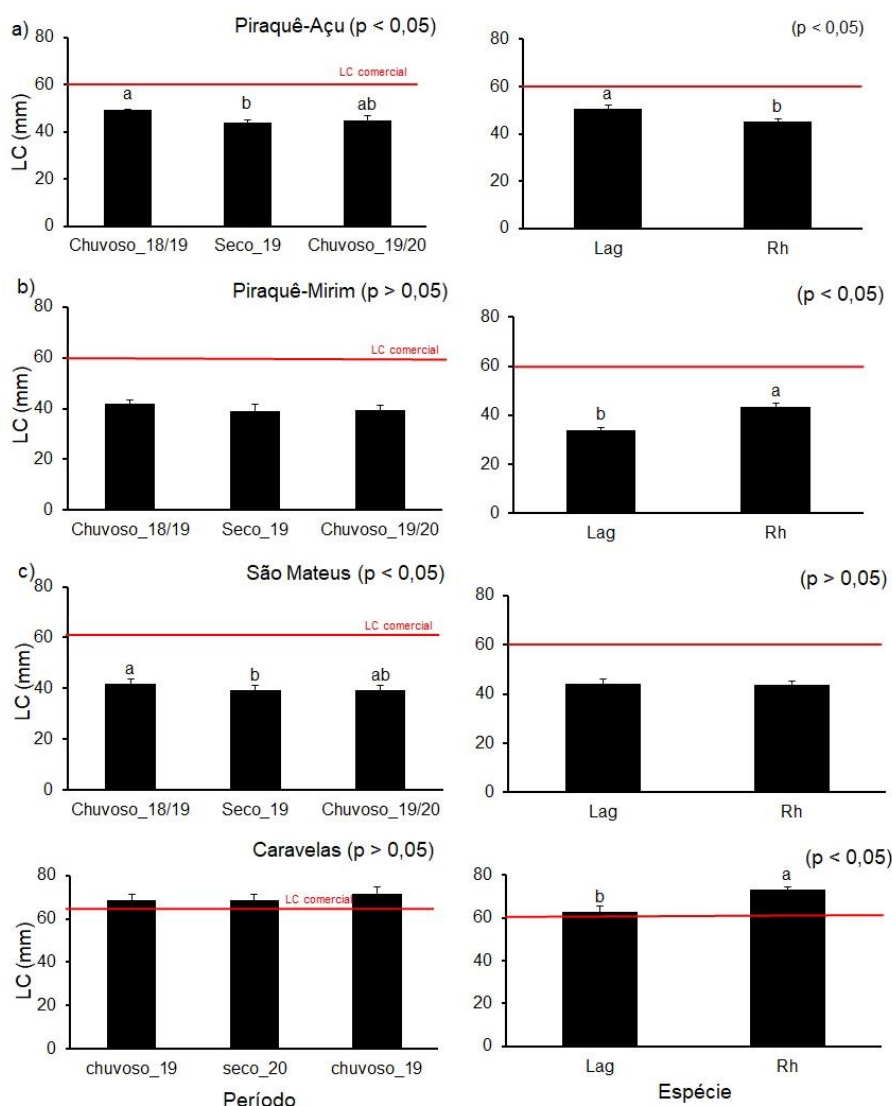 a)
Piraquê-Açu (p < 0,05)
80
60
40
20
0
LC (mm)
LC comercial
a
b
ab
Chuvoso_18/19
Seco_19
Chuvoso_19/20
(p < 0,05)
80
60
40
20
0
a
b
Lag
Rh
b)
Piraquê-Mirim (p > 0,05)
80
60
40
20
0
LC (mm)
LC comercial
Chuvoso_18/19
Seco_19
Chuvoso_19/20
(p < 0,05)
80
60
40
20
0
b
a
Lag
Rh
c)
São Mateus (p < 0,05)
80
60
40
20
0
LC (mm)
LC comercial
a
b
ab
Chuvoso_18/19
Seco_19
Chuvoso_19/20
(p > 0,05)
80
60
40
20
0
Lag
Rh
Caravelas (p > 0,05)
80
60
40
20
0
LC (mm)
LC comercial
chuvoso_19
seco_20
chuvoso_19
Período
(p < 0,05)
80
60
40
20
0
b
a
Lag
Rh
Espécie